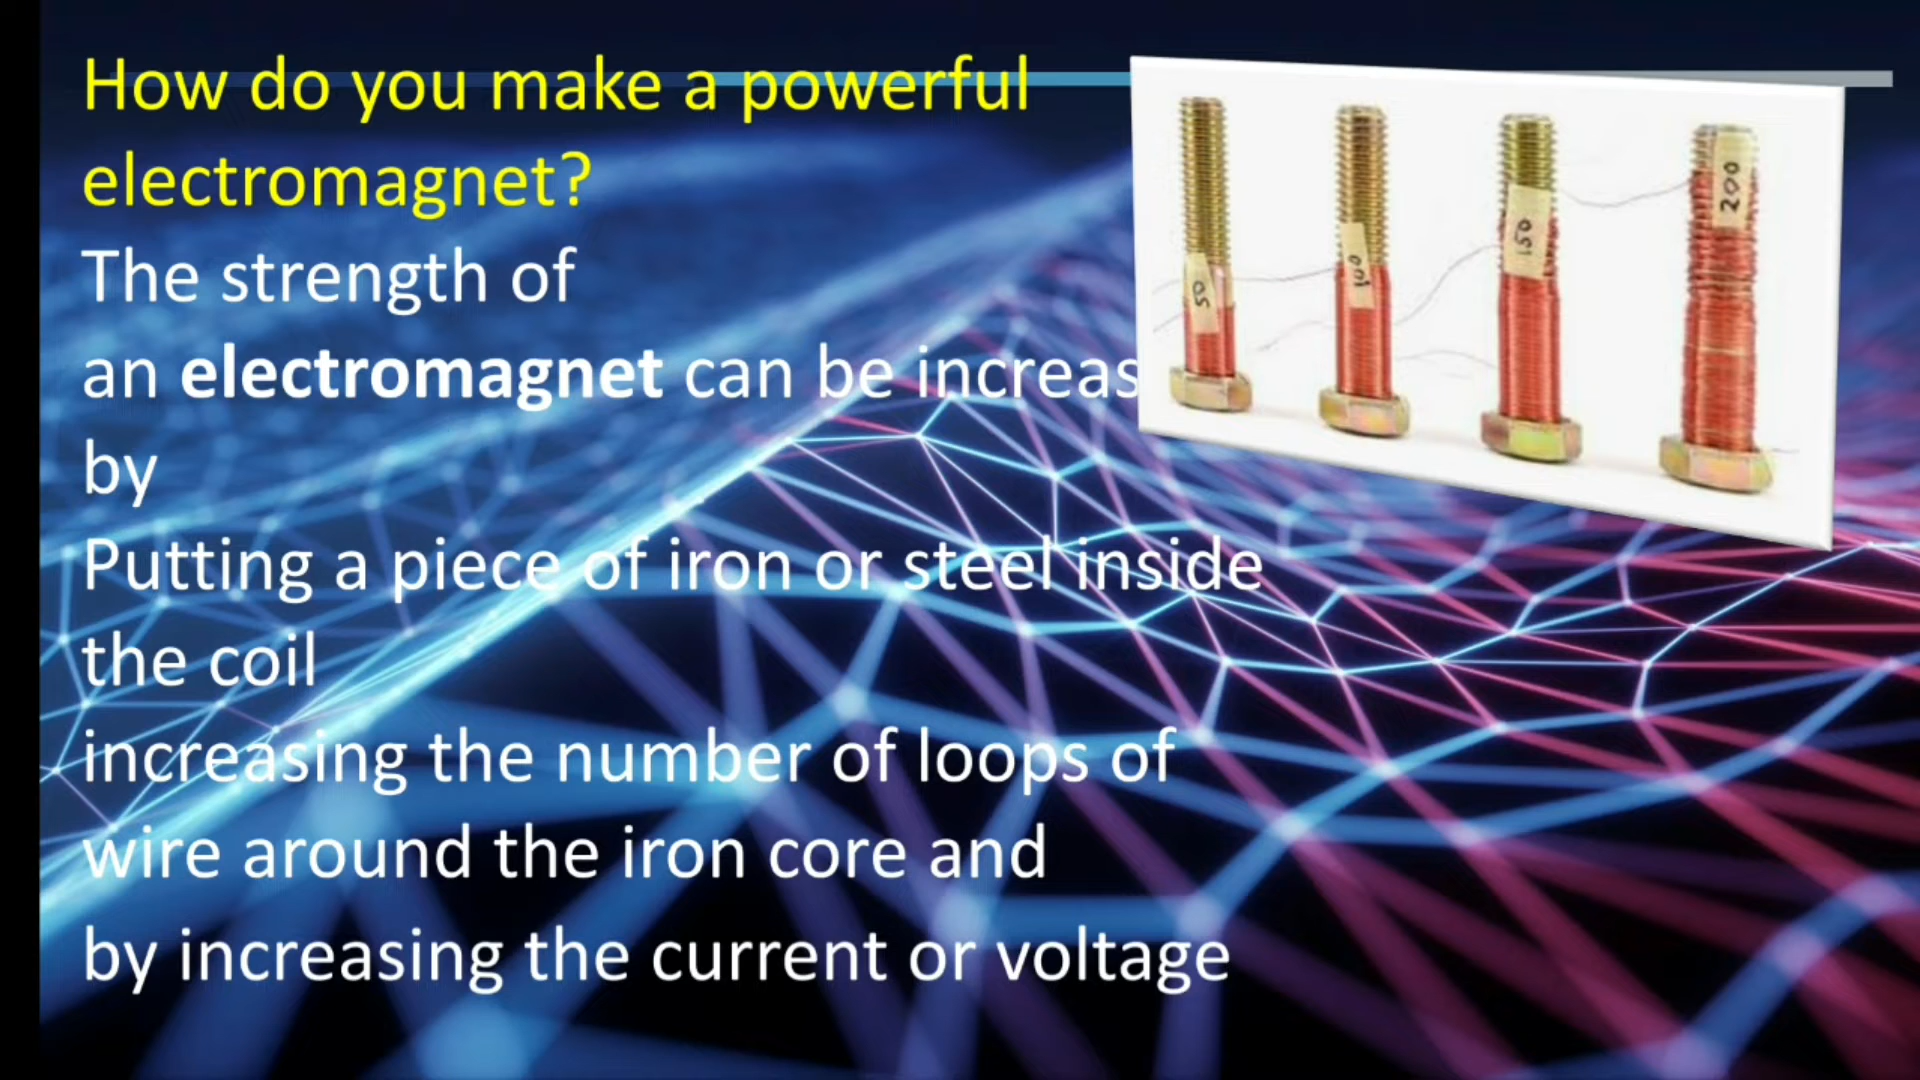 How do you make a powerful
electromagnet?
The strength of
an electromagnet can be increas
by
Putting a piece of iron or steel inside
the coil
increasing the number of loops of
wire around the iron core and
by increasing the current or voltage
50
100
150
200